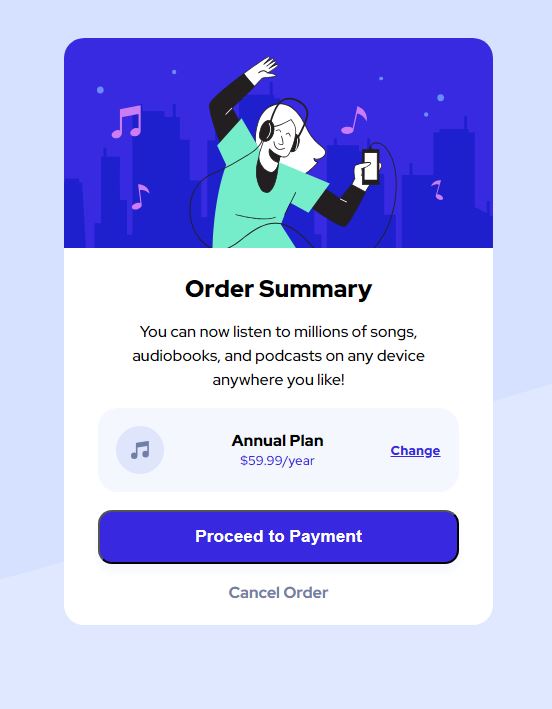 Order Summary
You can now listen to millions of songs,
audiobooks, and podcasts on any device
anywhere you like!
Annual Plan
$59.99/year
Change
Proceed to Payment
Cancel Order